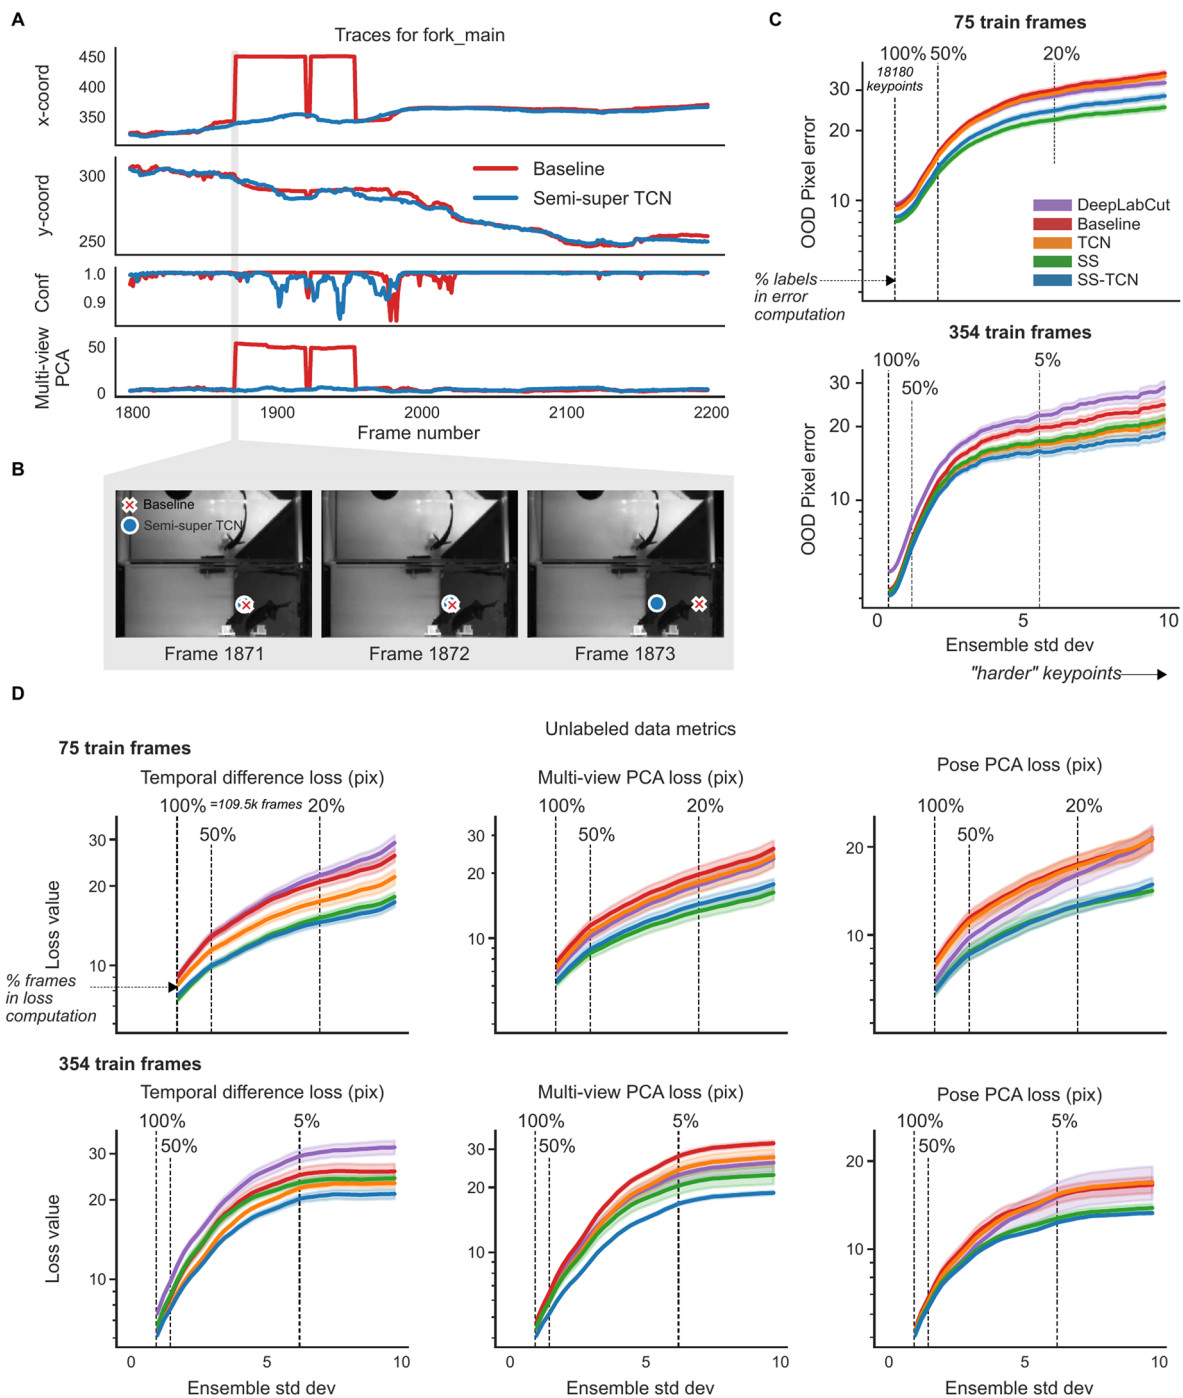 A
Traces for fork_main
x-coord
450
400
350
y-coord
300
250
Baseline
Semi-super TCN
Conf
1.0
0.9
Multi-view
PCA
50
0
1800
1900
2000
2100
2200
Frame number
B
Baseline
Semi-super TCN
Frame 1871
Frame 1872
Frame 1873
C
75 train frames
100%
50%
20%
18180
keypoints
OOD Pixel error
30
20
10
DeepLabCut
Baseline
TCN
SS
SS-TCN
% labels
in error
computation
354 train frames
100%
50%
5%
OOD Pixel error
30
20
10
0
5
10
Ensemble std dev
"harder" keypoints
D
Unlabeled data metrics
75 train frames
Temporal difference loss (pix)
100% =109.5k frames 20%
50%
Loss value
30
20
10
% frames
in loss
computation
Multi-view PCA loss (pix)
100%
20%
50%
30
20
10
Pose PCA loss (pix)
100%
20%
50%
20
10
354 train frames
Temporal difference loss (pix)
100%
5%
50%
Loss value
30
20
10
0
5
10
Ensemble std dev
Multi-view PCA loss (pix)
100%
5%
50%
30
20
10
0
5
10
Ensemble std dev
Pose PCA loss (pix)
100%
5%
50%
20
10
0
5
10
Ensemble std dev